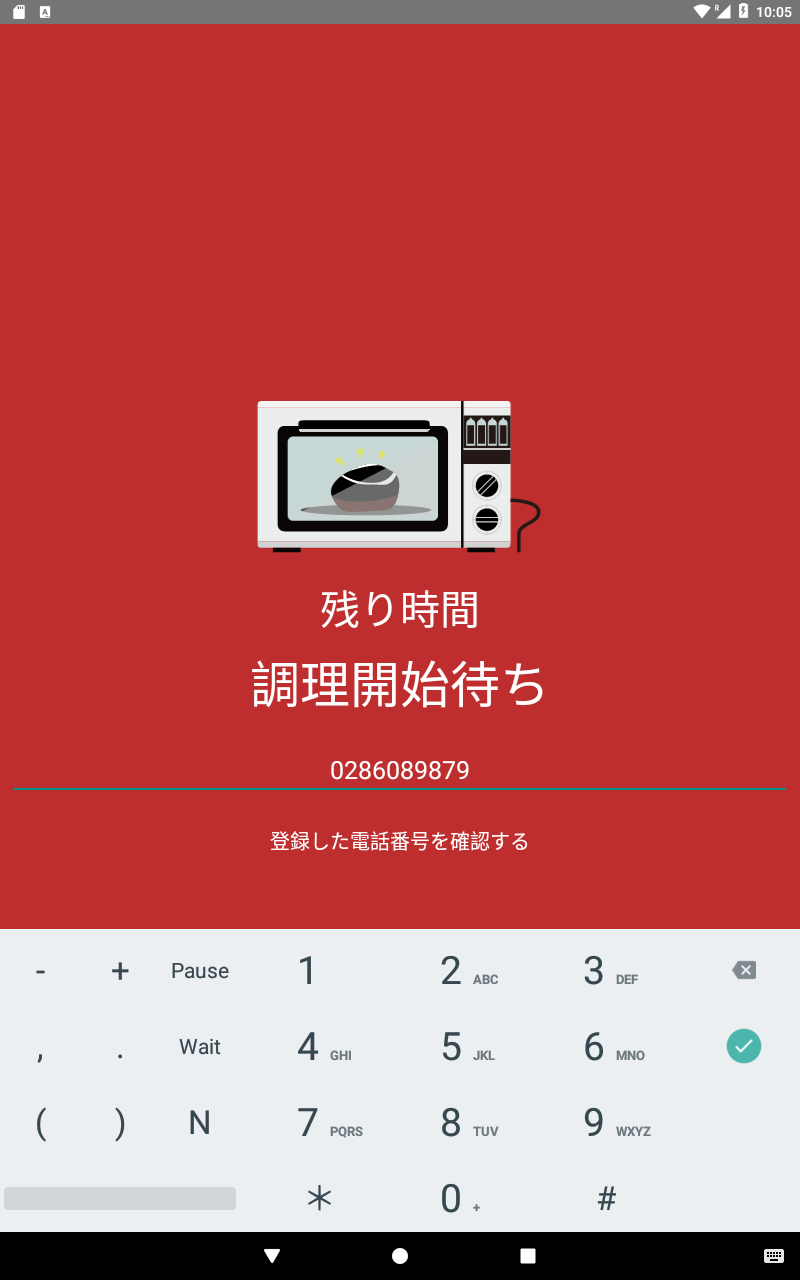 10:05
残り時間
調理開始待ち
0286089879
登録した電話番号を確認する
- + Pause 1 2 ABC 3 DEF
, . Wait 4 GHI 5 JKL 6 MNO
( ) N 7 PQRS 8 TUV 9 WXYZ
* 0 + #